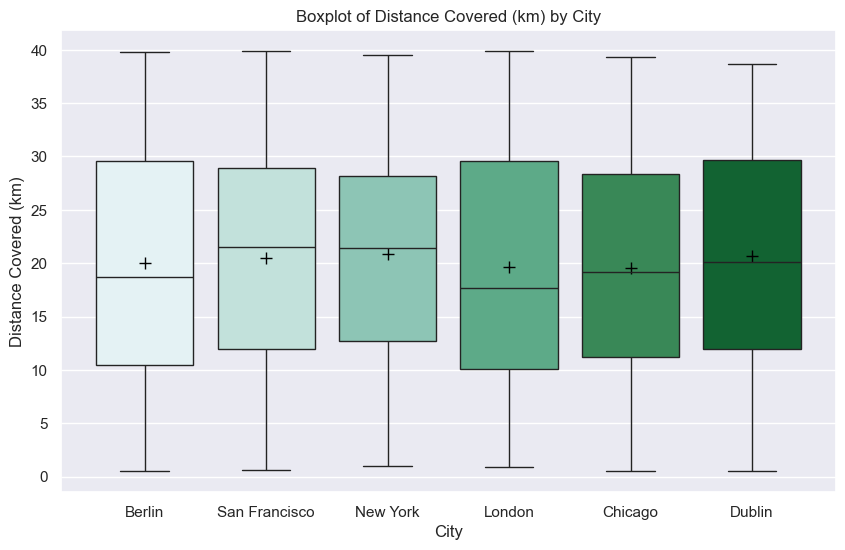 Boxplot of Distance Covered (km) by City
Distance Covered (km)
40
35
30
25
20
15
10
5
0
Berlin San Francisco New York London Chicago Dublin
City